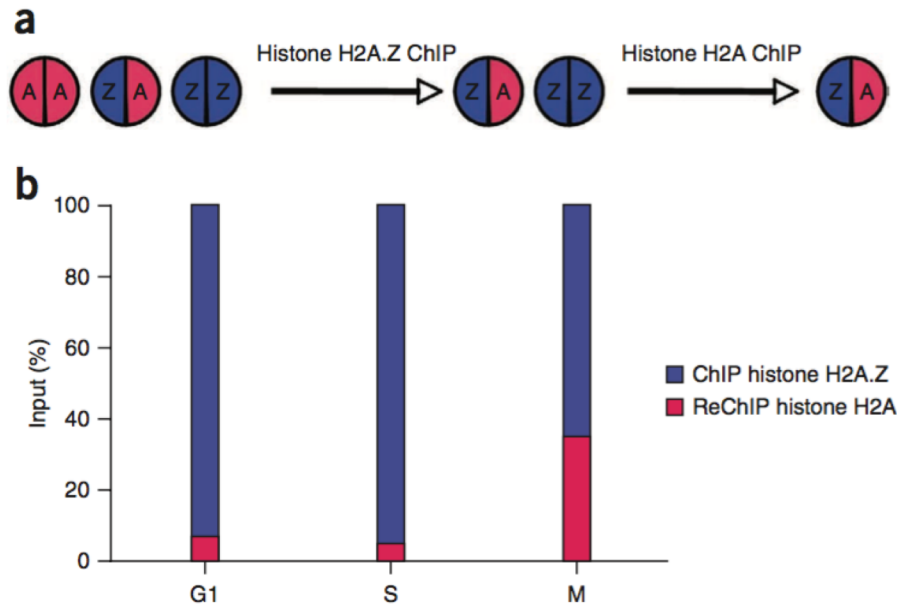 a
Histone H2A.Z ChIP
Histone H2A ChIP
A A Z A Z Z
Z A Z Z
Z A
b
100
80
60
40
20
0
Input (%)
G1 S M
ChIP histone H2A.Z
ReChIP histone H2A